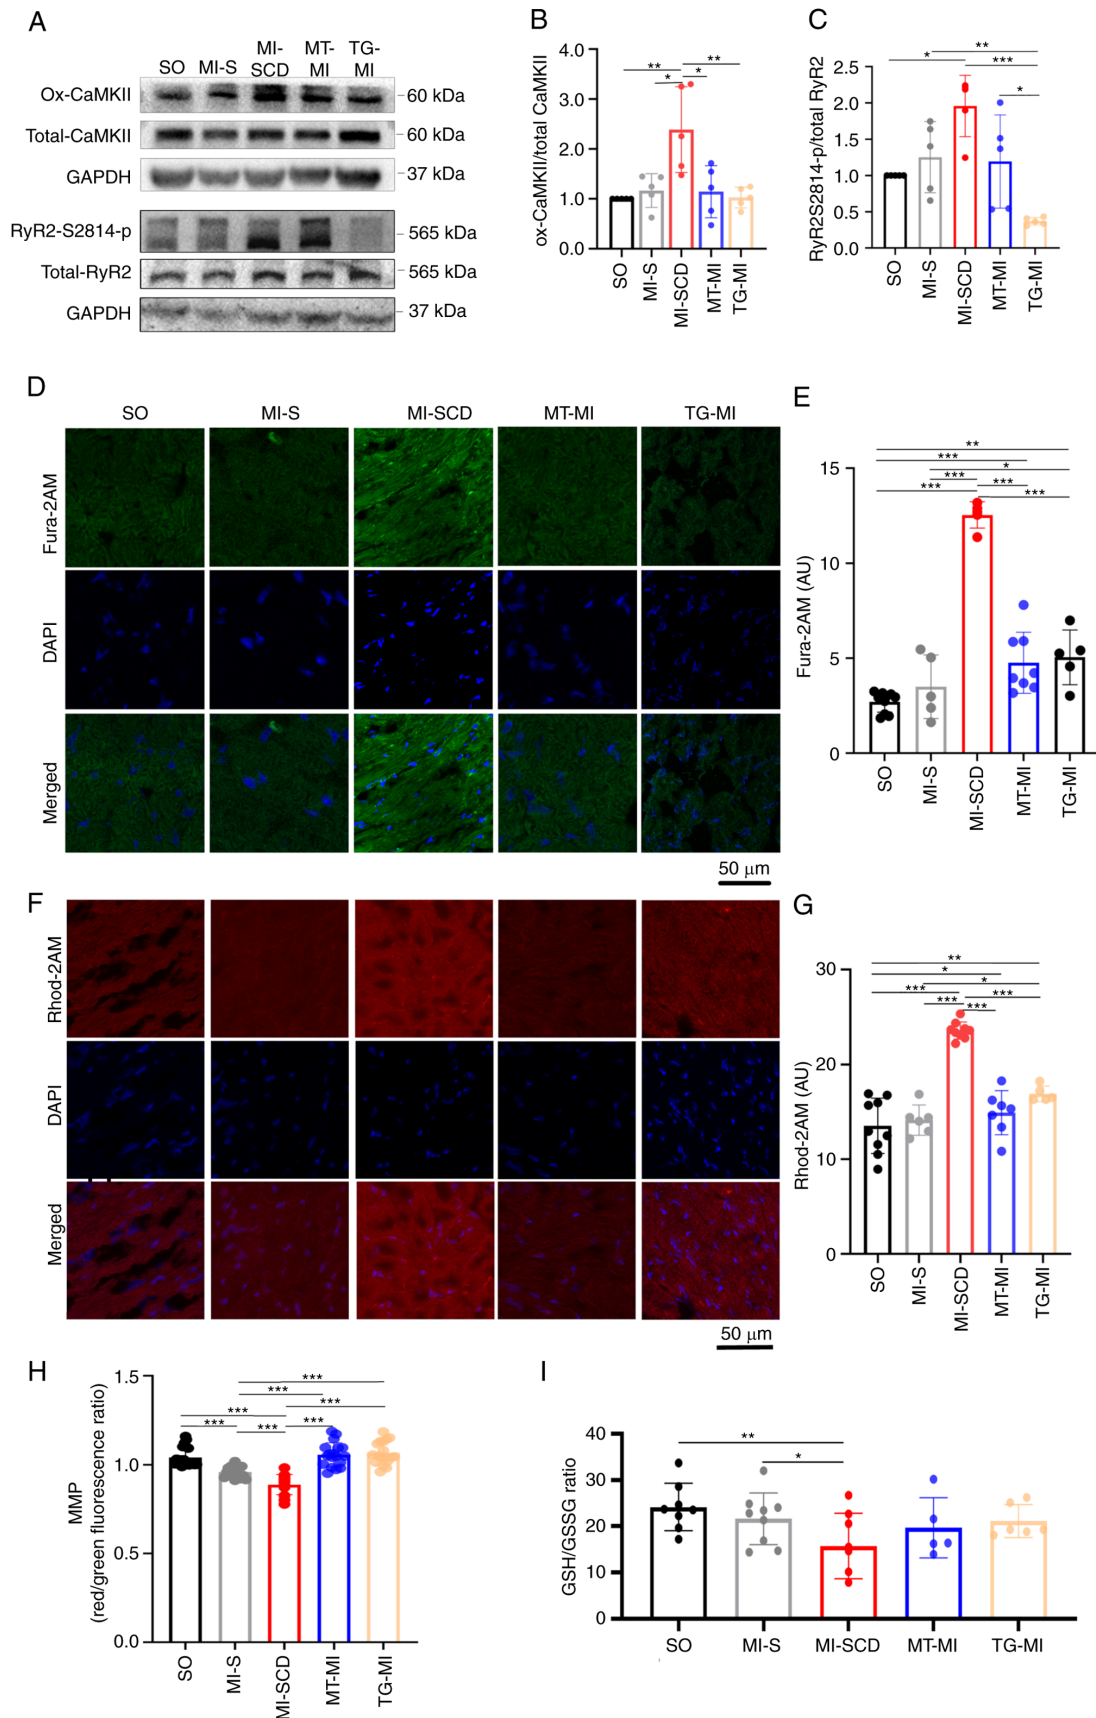 A
SO MI-S MI-SCD MT-MI TG-MI
Ox-CaMKII 60 kDa
Total-CaMKII 60 kDa
GAPDH 37 kDa
RyR2-S2814-p 565 kDa
Total-RyR2 565 kDa
GAPDH 37 kDa
B
ox-CaMKII/total CaMKII
4.0
3.0
2.0
1.0
0.0
** **
* *
SO MI-S MI-SCD MT-MI TG-MI
C
RyR2S2814-p/total RyR2
2.5
2.0
1.5
1.0
0.5
0.0
**
* ***
*
SO MI-S MI-SCD MT-MI TG-MI
D
SO MI-S MI-SCD MT-MI TG-MI
Fura-2AM
DAPI
Merged
50 μm
E
Fura-2AM (AU)
15
10
5
0
**
***
*
*** ***
*** ***
SO MI-S MI-SCD MT-MI TG-MI
F
Rhod-2AM
DAPI
Merged
50 μm
G
Rhod-2AM (AU)
30
20
10
0
**
*
*
*** ***
*** ***
SO MI-S MI-SCD MT-MI TG-MI
H
MMP
(red/green fluorescence ratio)
1.5
1.0
0.5
0.0
***
***
***
***
*** *** ***
SO MI-S MI-SCD MT-MI TG-MI
I
GSH/GSSG ratio
40
30
20
10
0
**
*
SO MI-S MI-SCD MT-MI TG-MI